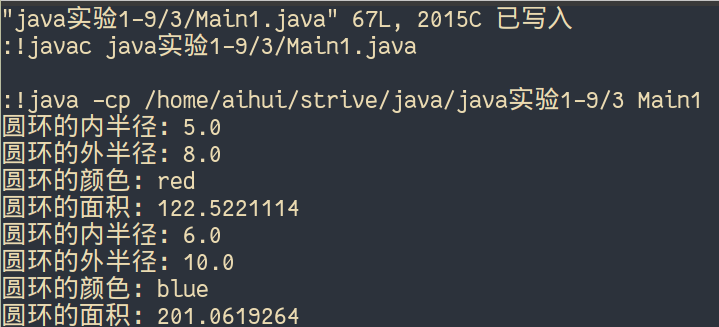 "java实验1-9/3/Main1.java" 67L, 2015C 已写入
:!javac java实验1-9/3/Main1.java
:!java -cp /home/aihui/strive/java/java实验1-9/3 Main1
圆环的内半径: 5.0
圆环的外半径: 8.0
圆环的颜色: red
圆环的面积: 122.5221114
圆环的内半径: 6.0
圆环的外半径: 10.0
圆环的颜色: blue
圆环的面积: 201.0619264